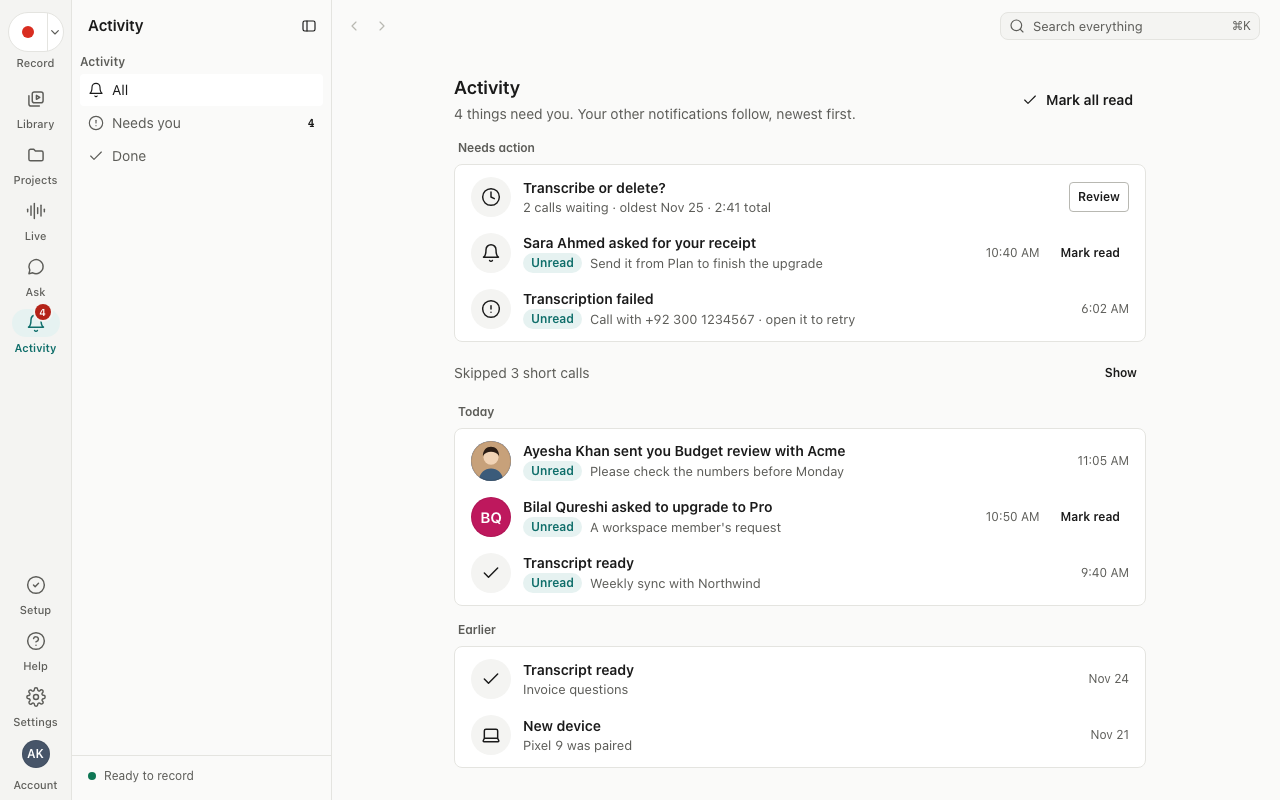 Record
Library
Projects
Live
Ask
4
Activity
Setup
Help
Settings
AK
Account
Activity
Activity
All
Needs you 4
Done
Ready to record
Search everything ⌘K
Activity
4 things need you. Your other notifications follow, newest first.
Mark all read
Needs action
Transcribe or delete?
2 calls waiting · oldest Nov 25 · 2:41 total
Review
Sara Ahmed asked for your receipt
Unread Send it from Plan to finish the upgrade
10:40 AM Mark read
Transcription failed
Unread Call with +92 300 1234567 · open it to retry
6:02 AM
Skipped 3 short calls Show
Today
Ayesha Khan sent you Budget review with Acme
Unread Please check the numbers before Monday
11:05 AM
BQ
Bilal Qureshi asked to upgrade to Pro
Unread A workspace member's request
10:50 AM Mark read
Transcript ready
Unread Weekly sync with Northwind
9:40 AM
Earlier
Transcript ready
Invoice questions
Nov 24
New device
Pixel 9 was paired
Nov 21